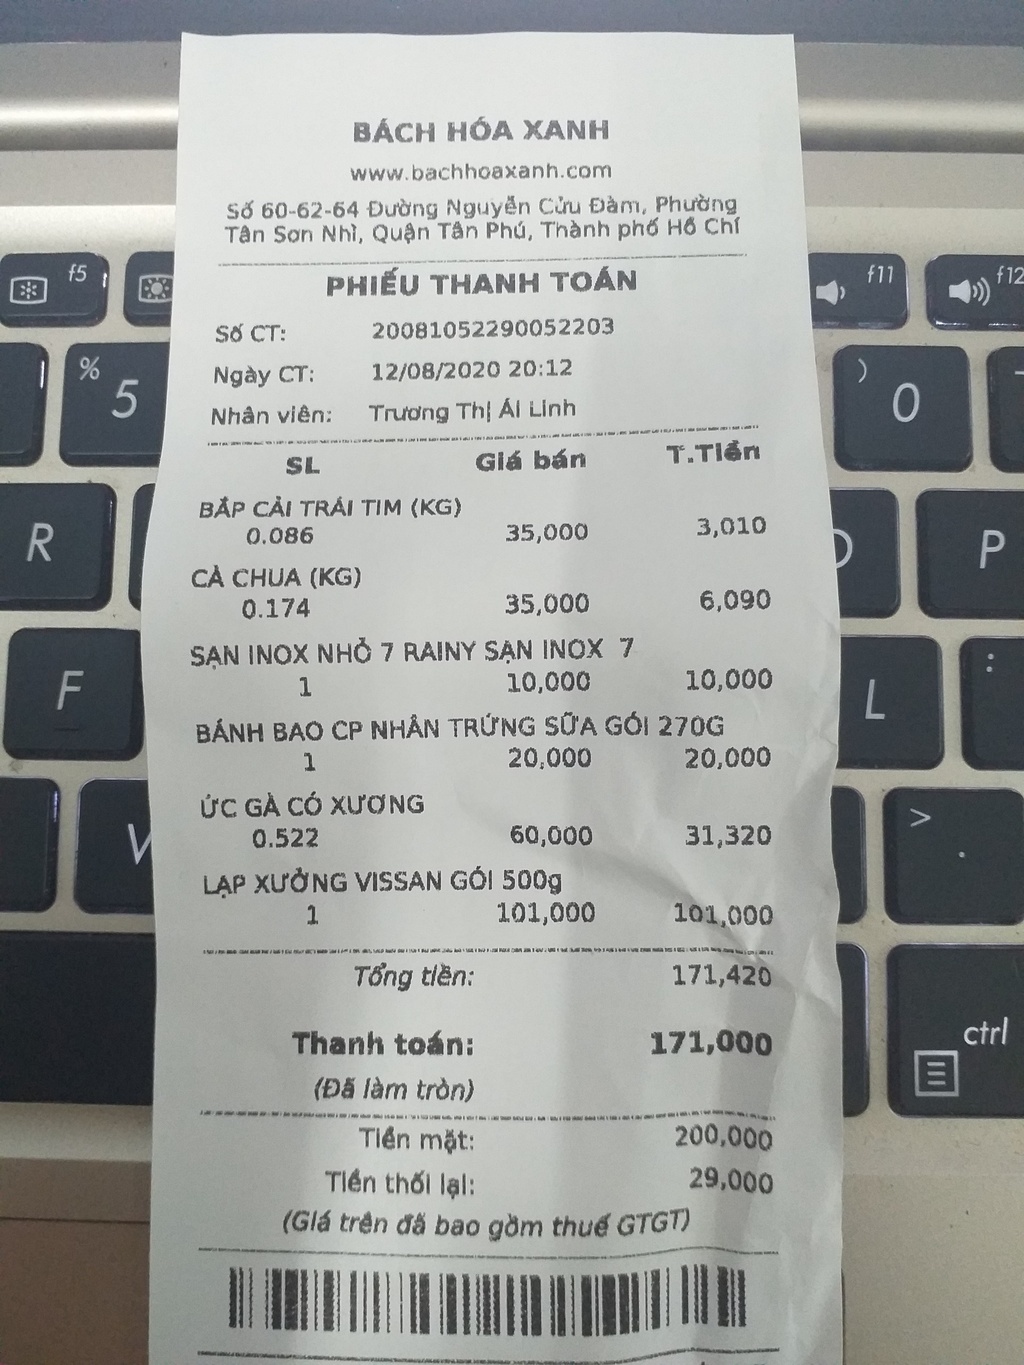 BÁCH HÓA XANH
www.bachhoaxanh.com
Số 60-62-64 Đường Nguyễn Cửu Đàm, Phường
Tân Sơn Nhì, Quận Tân Phú, Thành phố Hồ Chí
PHIẾU THANH TOÁN
Số CT: 20081052290052203
Ngày CT: 12/08/2020 20:12
Nhân viên: Trương Thị Ái Linh
SL Giá bán T.Tiền
BẮP CẢI TRÁI TIM (KG)
0.086 35,000 3,010
CÀ CHUA (KG)
0.174 35,000 6,090
SẠN INOX NHỎ 7 RAINY SẠN INOX 7
1 10,000 10,000
BÁNH BAO CP NHÂN TRỨNG SỮA GÓI 270G
1 20,000 20,000
ỨC GÀ CÓ XƯƠNG
0.522 60,000 31,320
LẠP XƯỞNG VISSAN GÓI 500g
1 101,000 101,000
Tổng tiền: 171,420
Thanh toán: 171,000
(Đã làm tròn)
Tiền mặt: 200,000
Tiền thối lại: 29,000
(Giá trên đã bao gồm thuế GTGT)
f5
f11
f12
%
5
)
0
R
P
F
L
:
V
>
.
ctrl